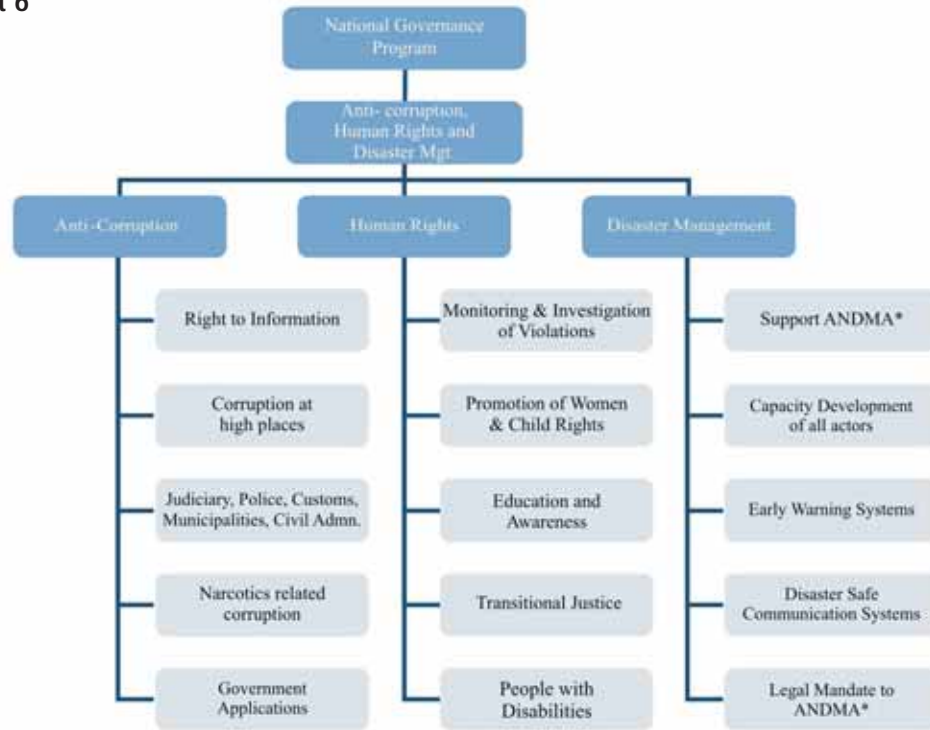 National Governance
Program
Anti- corruption,
Human Rights and
Disaster Mgt
Anti -Corruption
Human Rights
Disaster Management
Right to Information
Corruption at
high places
Judiciary, Police, Customs,
Municipalities, Civil Admn.
Narcotics related
corruption
Government
Applications
Monitoring & Investigation
of Violations
Promotion of Women
& Child Rights
Education and
Awareness
Transitional Justice
People with
Disabilities
Support ANDMA*
Capacity Development
of all actors
Early Warning Systems
Disaster Safe
Communication Systems
Legal Mandate to
ANDMA*